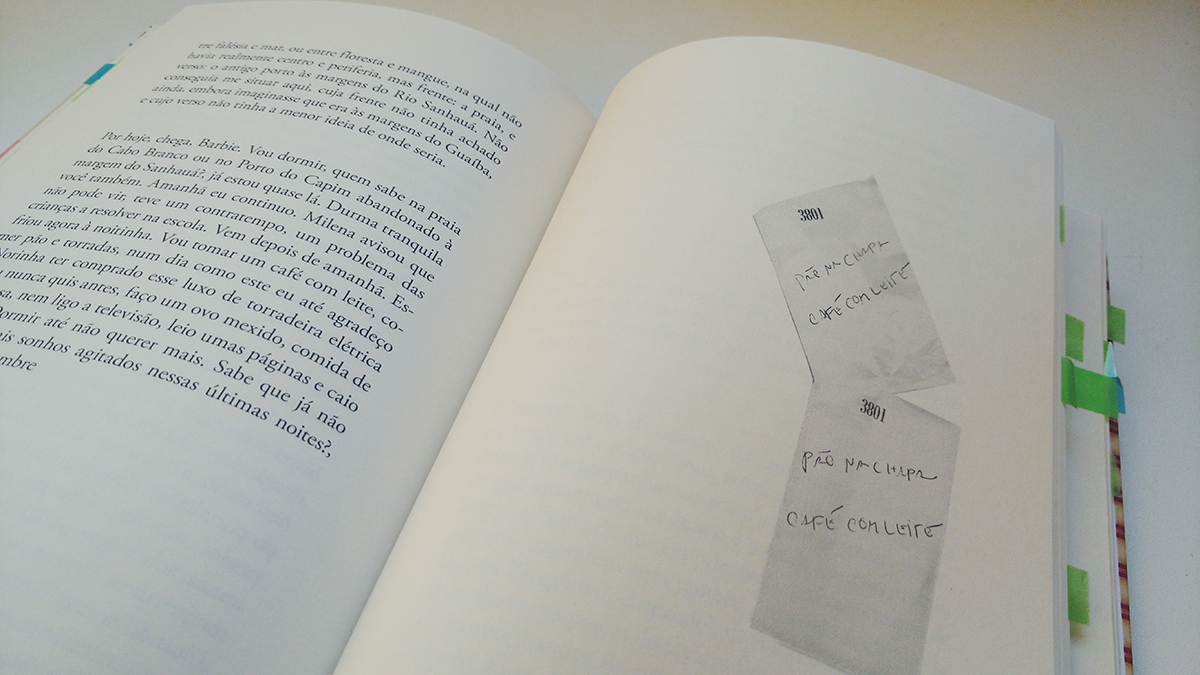 tre falésia e mar, ou entre floresta e mangue, na qual não
havia realmente centro e periferia, mas frente: a praia, e
verso: o antigo porto às margens do Rio Sanhauá. Não
conseguia me situar aqui, cuja frente não tinha achado
ainda, embora imaginasse que era às margens do Guaíba,
e cujo verso não tinha a menor ideia de onde seria.
Por hoje, chega, Barbie. Vou dormir, quem sabe na praia
do Cabo Branco ou no Porto do Capim abandonado à
margem do Sanhauá?, já estou quase lá. Durma tranquila
você também. Amanhã eu continuo. Milena avisou que
não pode vir, teve um contratempo, um problema das
crianças a resolver na escola. Vem depois de amanhã. Es-
friou agora à noitinha. Vou tomar um café com leite, co-
mer pão e torradas, num dia como este eu até agradeço
Norinha ter comprado esse luxo de torradeira elétrica
nunca quis antes, faço um ovo mexido, comida de
sa, nem ligo a televisão, leio umas páginas e caio
Dormir até não querer mais. Sabe que já não
is sonhos agitados nessas últimas noites?,
mbre
3801
PÃO NA CHAPA
CAFÉ COM LEITE
3801
PÃO NA CHAPA
CAFÉ COM LEITE